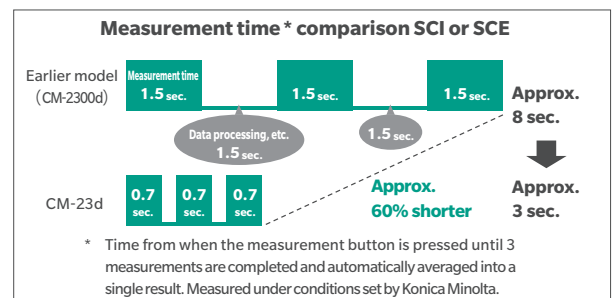 Measurement time * comparison SCI or SCE
Earlier model
（CM-2300d）
Measurement time
1.5 sec.
1.5 sec.
1.5 sec.
Data processing, etc.
1.5 sec.
1.5 sec.
Approx.
8 sec.
CM-23d
0.7
sec.
0.7
sec.
0.7
sec.
Approx.
60% shorter
Approx.
3 sec.
* Time from when the measurement button is pressed until 3
measurements are completed and automatically averaged into a
single result. Measured under conditions set by Konica Minolta.